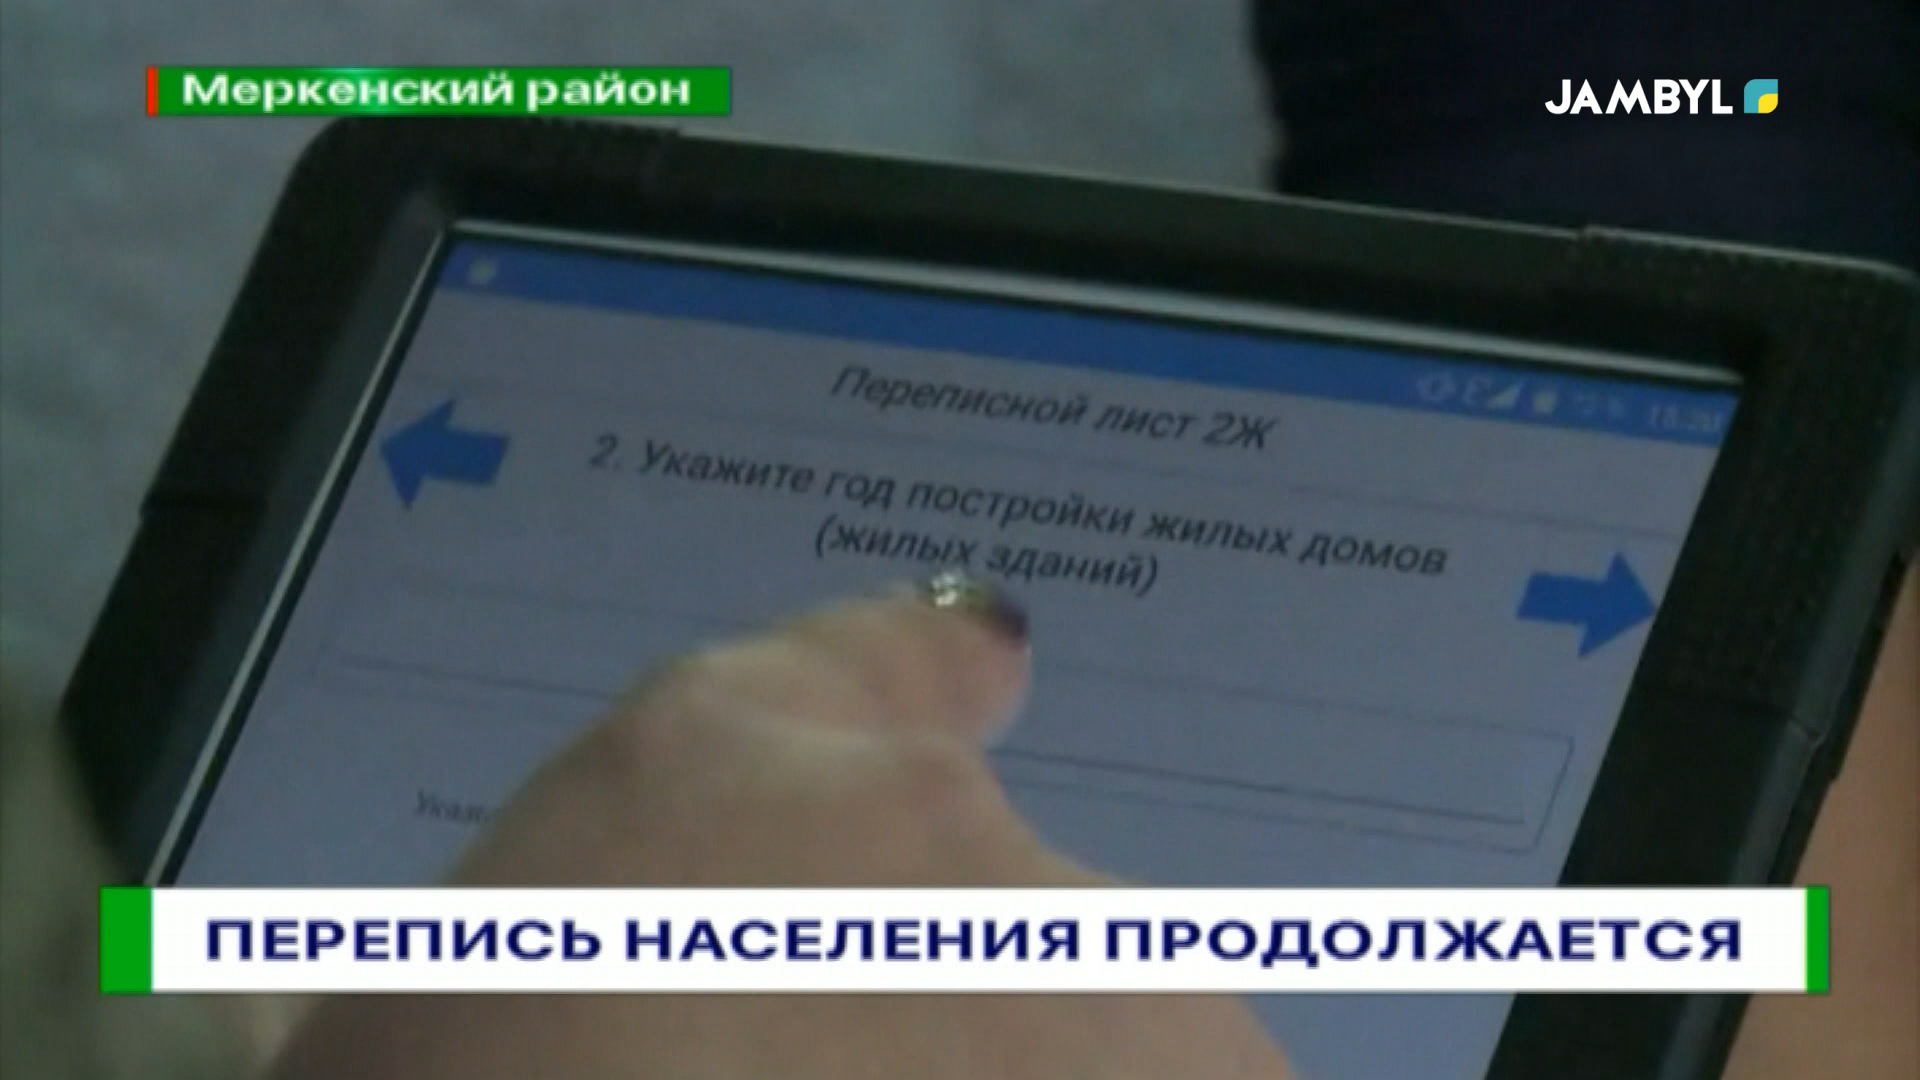 Меркенский район
JAMBYL
Переписной лист 2Ж
2. Укажите год постройки жилых домов
(жилых зданий)
ПЕРЕПИСЬ НАСЕЛЕНИЯ ПРОДОЛЖАЕТСЯ